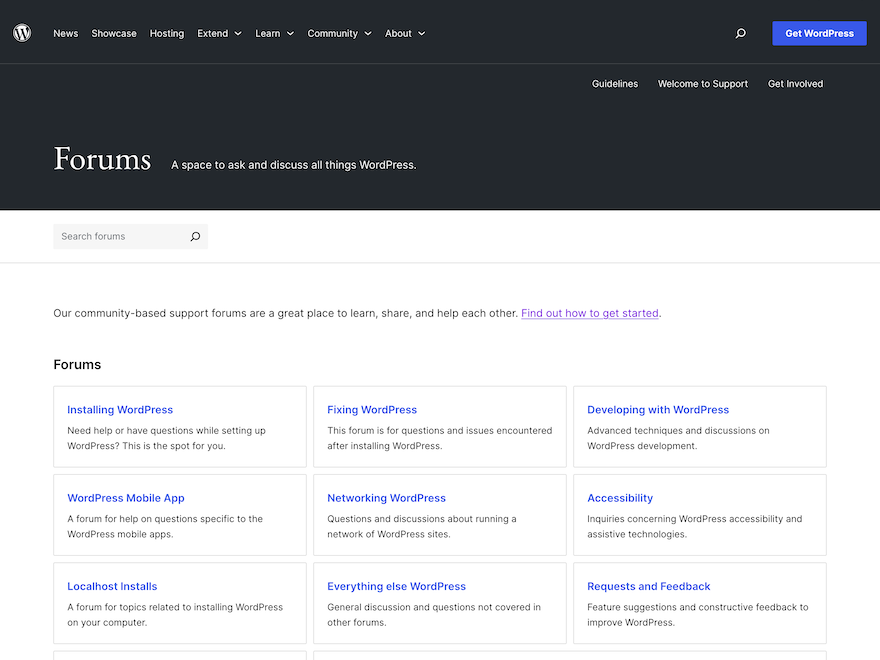 News Showcase Hosting Extend Learn Community About Get WordPress
Guidelines Welcome to Support Get Involved
Forums A space to ask and discuss all things WordPress.
Search forums
Our community-based support forums are a great place to learn, share, and help each other. Find out how to get started.
Forums
Installing WordPress
Need help or have questions while setting up
WordPress? This is the spot for you.
Fixing WordPress
This forum is for questions and issues encountered
after installing WordPress.
Developing with WordPress
Advanced techniques and discussions on
WordPress development.
WordPress Mobile App
A forum for help on questions specific to the
WordPress mobile apps.
Networking WordPress
Questions and discussions about running a
network of WordPress sites.
Accessibility
Inquiries concerning WordPress accessibility and
assistive technologies.
Localhost Installs
A forum for topics related to installing WordPress
on your computer.
Everything else WordPress
General discussion and questions not covered in
other forums.
Requests and Feedback
Feature suggestions and constructive feedback to
improve WordPress.